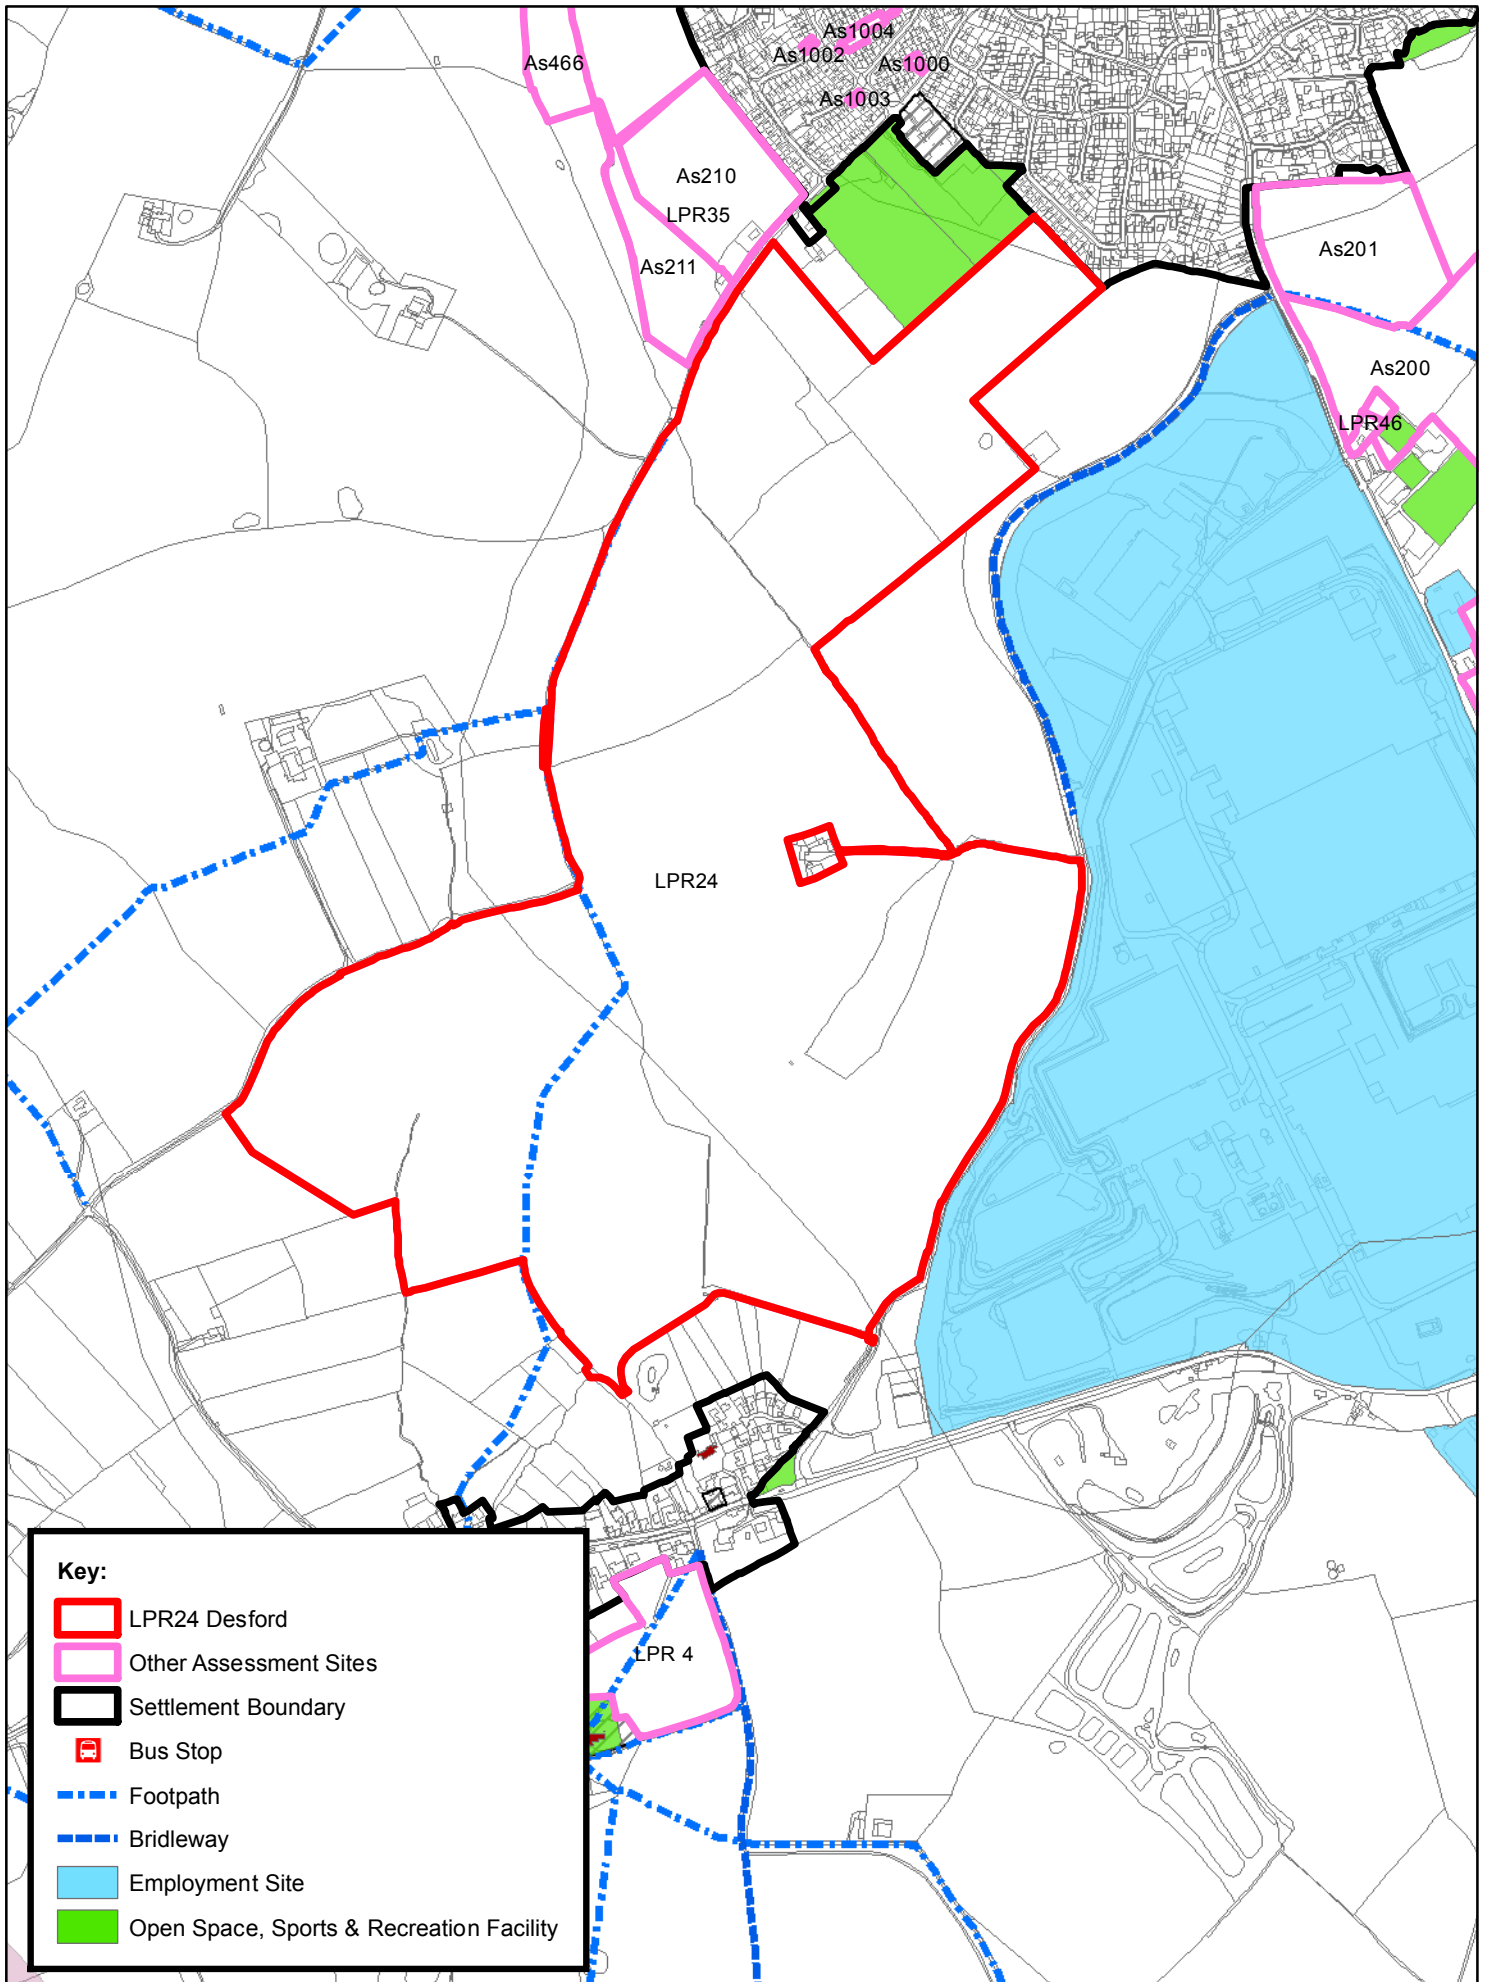 As1004
As466
As1002
As1000
As1003
As210
LPR35
As201
As211
As200
LPR46
LPR24
Key:
LPR24 Desford
Other Assessment Sites
LPR 4
Settlement Boundary
Bus Stop
Footpath
Bridleway
Employment Site
Open Space, Sports & Recreation Facility